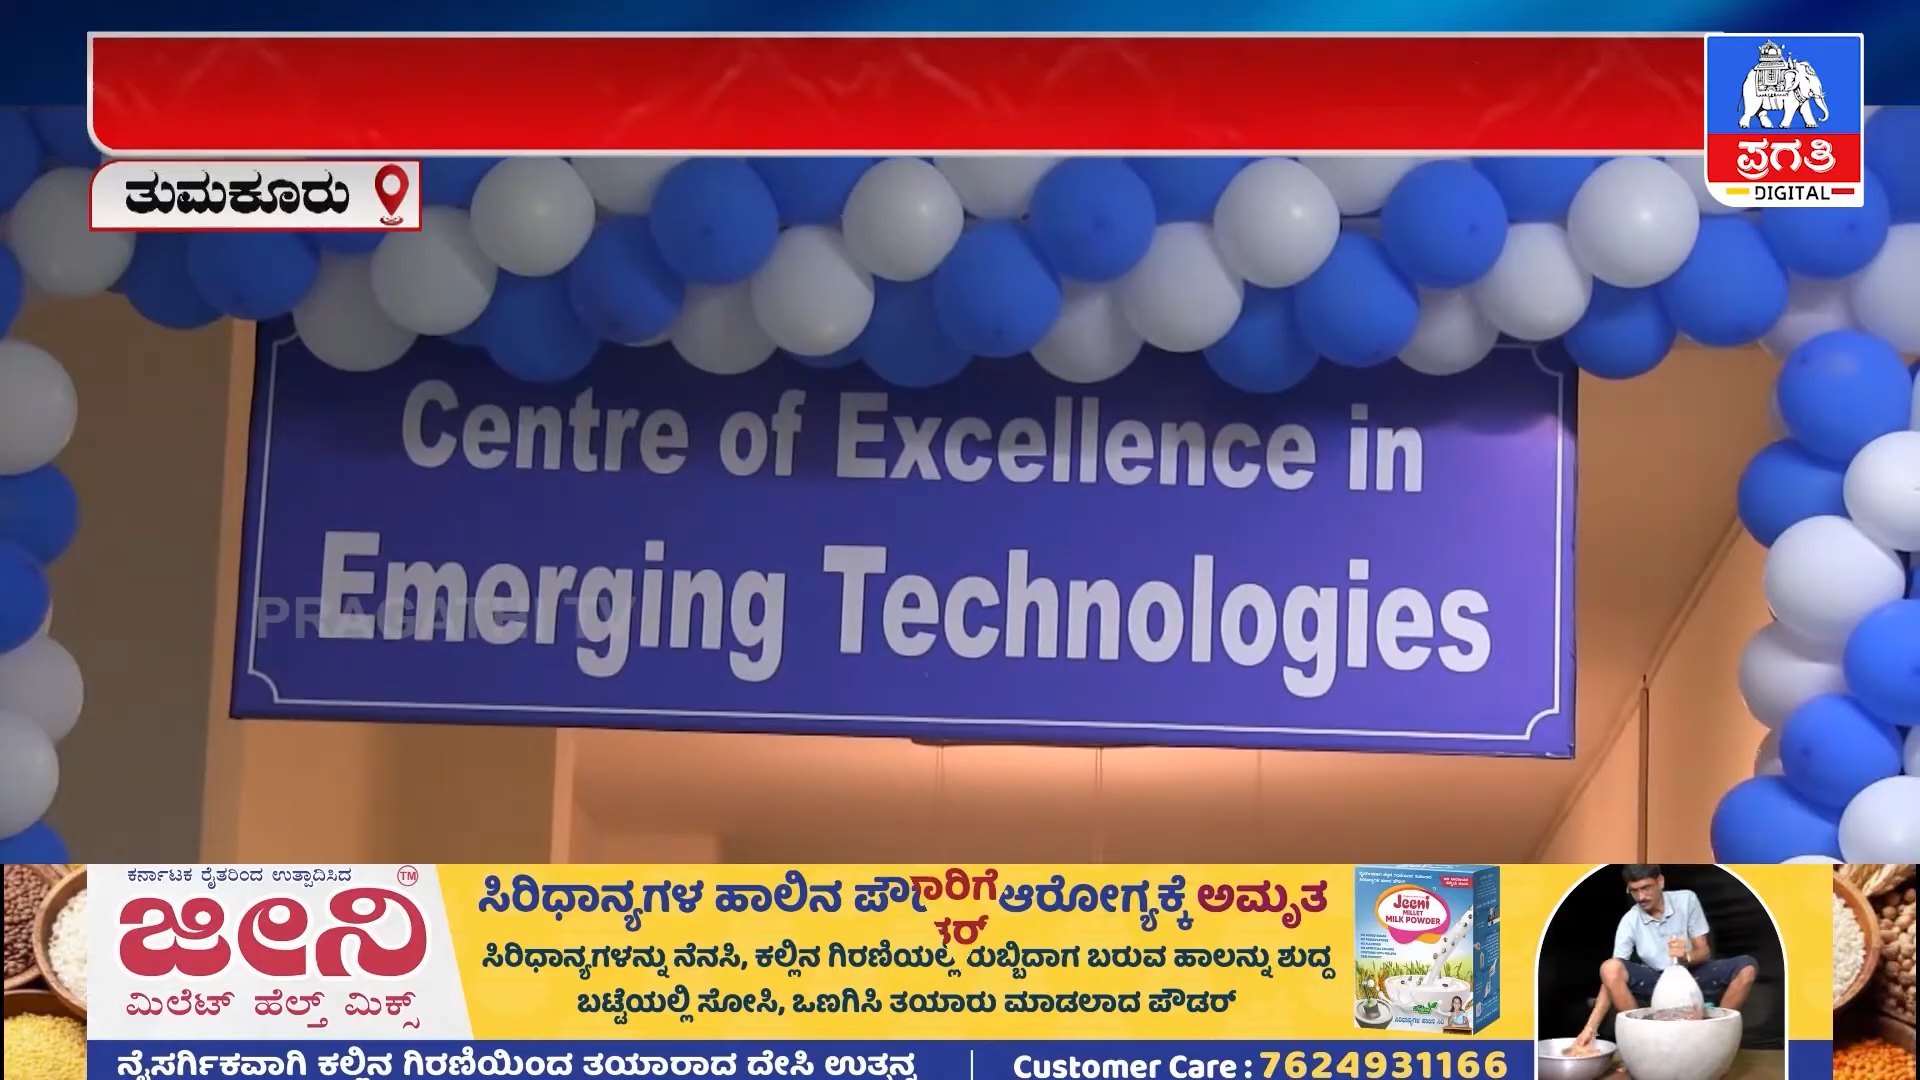 ಪ್ರಗತಿ
DIGITAL
ತುಮಕೂರು
Centre of Excellence in
Emerging Technologies
PRAGATHI TV
ಕರ್ನಾಟಕ ರೈತರಿಂದ ಉತ್ಪಾದಿಸಿದ
TM
ಜೀನಿ
ಮಿಲೆಟ್ ಹೆಲ್ತ್ ಮಿಕ್ಸ್
ಸಿರಿಧಾನ್ಯಗಳ ಹಾಲಿನ ಆರೋಗ್ಯಕ್ಕೆ ಅಮೃತ
ಸಿರಿಧಾನ್ಯಗಳನ್ನು ನೆನಸಿ, ಕಲ್ಲಿನ ಗಿರಣಿಯಲ್ಲಿ ರುಬ್ಬಿದಾಗ ಬರುವ ಹಾಲನ್ನು ಶುದ್ದ
ಬಟ್ಟೆಯಲ್ಲಿ ಸೋಸಿ, ಒಣಗಿಸಿ ತಯಾರು ಮಾಡಲಾದ ಪೌಡರ್
Jeeni
MILLET
MILK POWDER
ನೈಸರ್ಗಿಕವಾಗಿ ಕಲ್ಲಿನ ಗಿರಣಿಯಿಂದ ತಯಾರಾದ ದೇಸಿ ಉತ್ಪನ್ನ
Customer Care : 7624931166